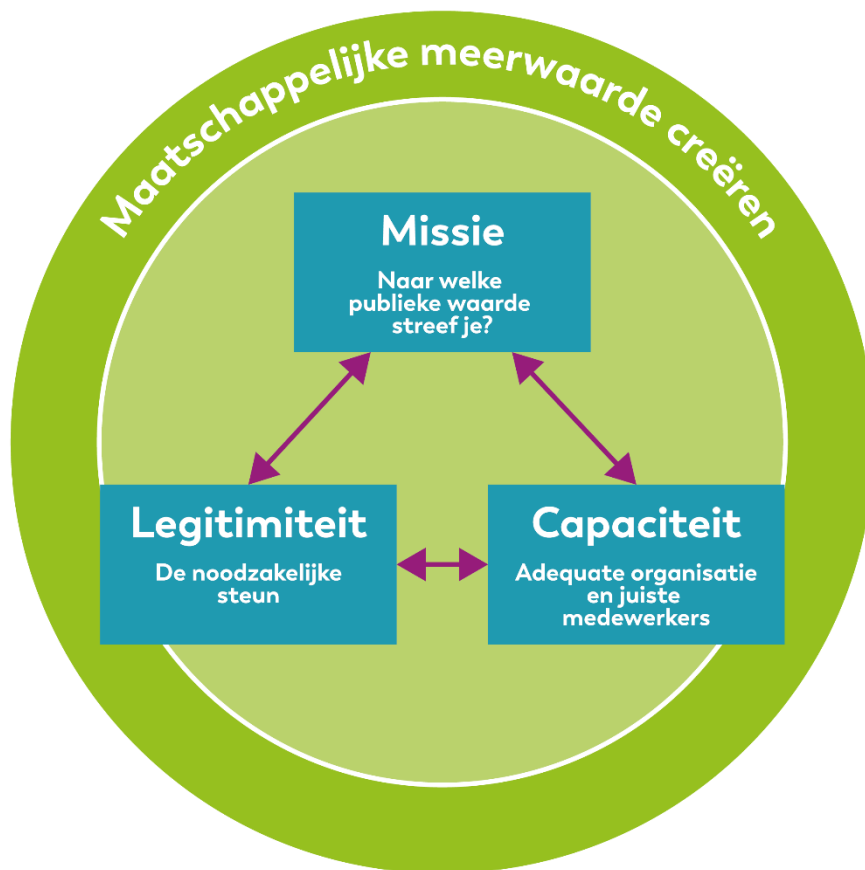 Maatschappelijke meerwaarde creëren
Missie
Naar welke
publieke waarde
streef je?
Legitimiteit
De noodzakelijke
steun
Capaciteit
Adequate organisatie
en juiste
medewerkers